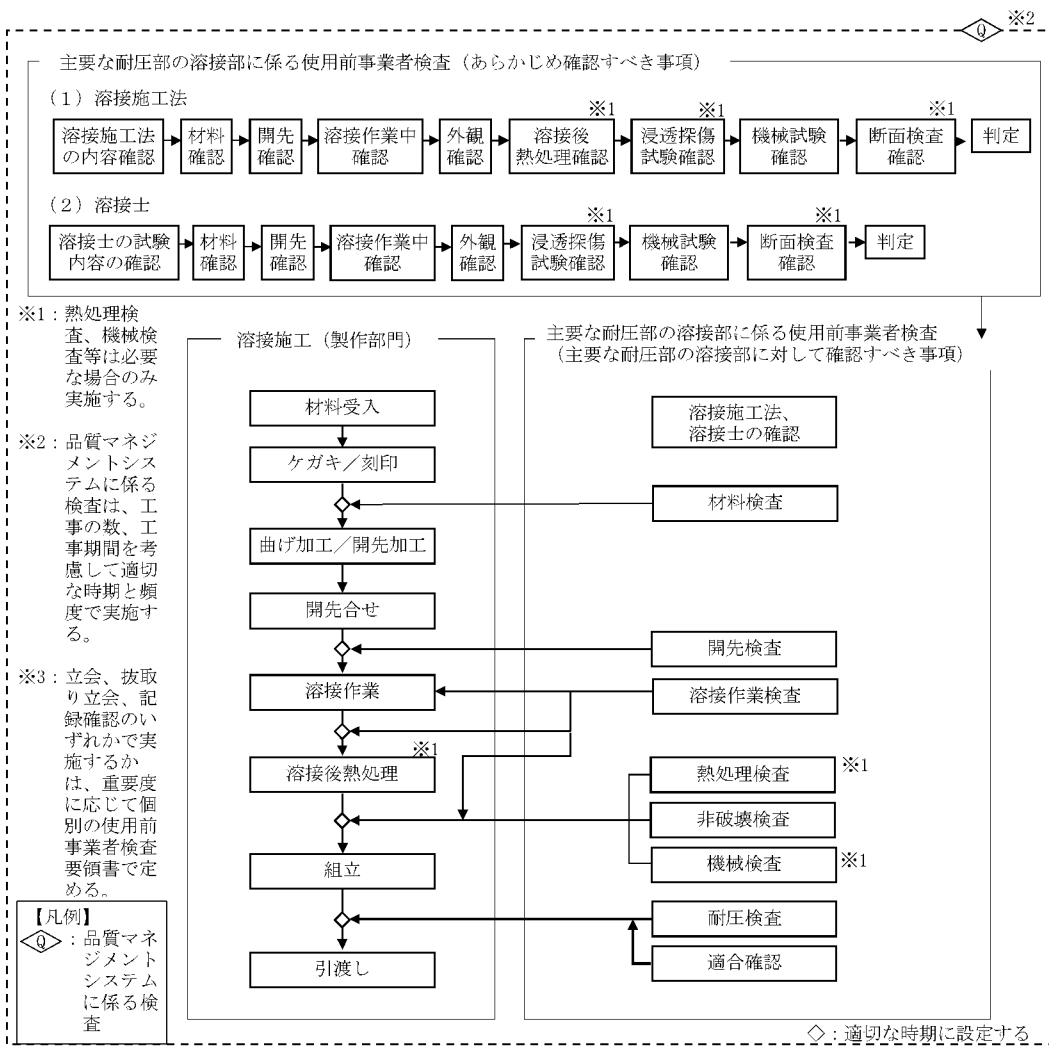 Q
※2
主要な耐圧部の溶接部に係る使用前事業者検査(あらかじめ確認すべき事項)
(1)溶接施工法
※1
※1
※1
溶接施工法
の内容確認
材料
確認
開先
確認
溶接作業中
確認
外観
確認
溶接後
熱処理確認
浸透探傷
試験確認
機械試験
確認
断面検査
確認
判定
(2)溶接士
※1
※1
溶接士の試験
内容の確認
材料
確認
開先
確認
溶接作業中
確認
外観
確認
浸透探傷
試験確認
機械試験
確認
断面検査
確認
判定
※1:熱処理検
査、機械検
査等は必要
な場合のみ
実施する。
※2:品質マネジ
メントシス
テムに係る
検査は、工
事の数、工
事期間を考
慮して適切
な時期と頻
度で実施す
る。
※3:立会、抜取
り立会、記
録確認のい
ずれかで実
施するか
は、重要度
に応じて個
別の使用前
事業者検査
要領書で定
める。
【凡例】
Q:品質マネ
ジメント
システム
に係る検
査
溶接施工(製作部門)
材料受入
ケガキ/刻印
曲げ加工/開先加工
開先合せ
溶接作業
※1
溶接後熱処理
組立
引渡し
主要な耐圧部の溶接部に係る使用前事業者検査
(主要な耐圧部の溶接部に対して確認すべき事項)
溶接施工法、
溶接士の確認
材料検査
開先検査
溶接作業検査
熱処理検査
※1
非破壊検査
機械検査
※1
耐圧検査
適合確認
◇:適切な時期に設定する